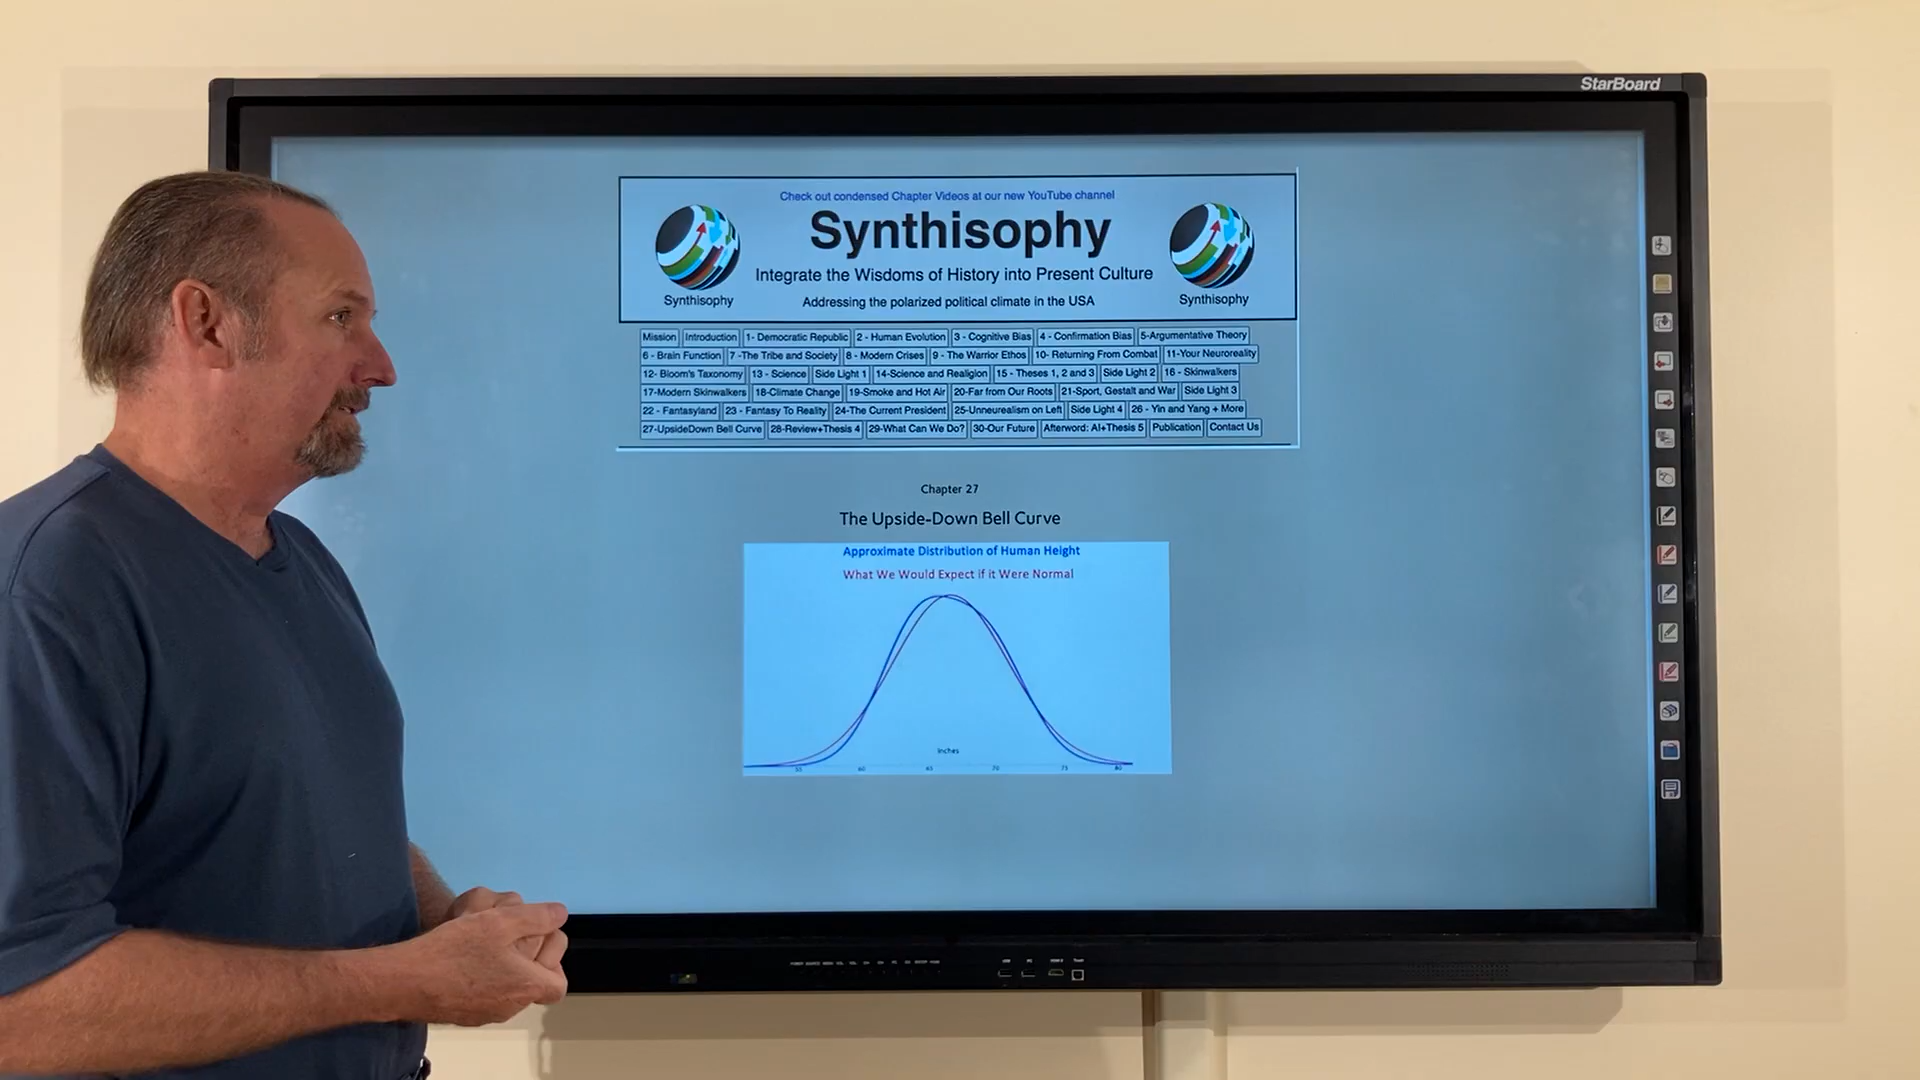 StarBoard
Check out condensed Chapter Videos at our new YouTube channel
Synthisophy
Integrate the Wisdoms of History into Present Culture
Addressing the polarized political climate in the USA
Synthisophy
Synthisophy
Mission Introduction 1- Democratic Republic 2 - Human Evolution 3 - Cognitive Bias 4 - Confirmation Bias 5-Argumentative Theory
6 - Brain Function 7 -The Tribe and Society 8 - Modern Crises 9 - The Warrior Ethos 10- Returning From Combat 11-Your Neuroreality
12- Bloom's Taxonomy 13 - Science Side Light 1 14-Science and Realigion 15 - Theses 1, 2 and 3 Side Light 2 16 - Skinwalkers
17-Modern Skinwalkers 18-Climate Change 19-Smoke and Hot Air 20-Far from Our Roots 21-Sport, Gestalt and War Side Light 3
22 - Fantasyland 23 - Fantasy To Reality 24-The Current President 25-Unneurealism on Left Side Light 4 26 - Yin and Yang + More
27-UpsideDown Bell Curve 28-Review+Thesis 4 29-What Can We Do? 30-Our Future Afterword: AI+Thesis 5 Publication Contact Us
Chapter 27
The Upside-Down Bell Curve
Approximate Distribution of Human Height
What We Would Expect if it Were Normal
Inches
55 60 65 70 75 80